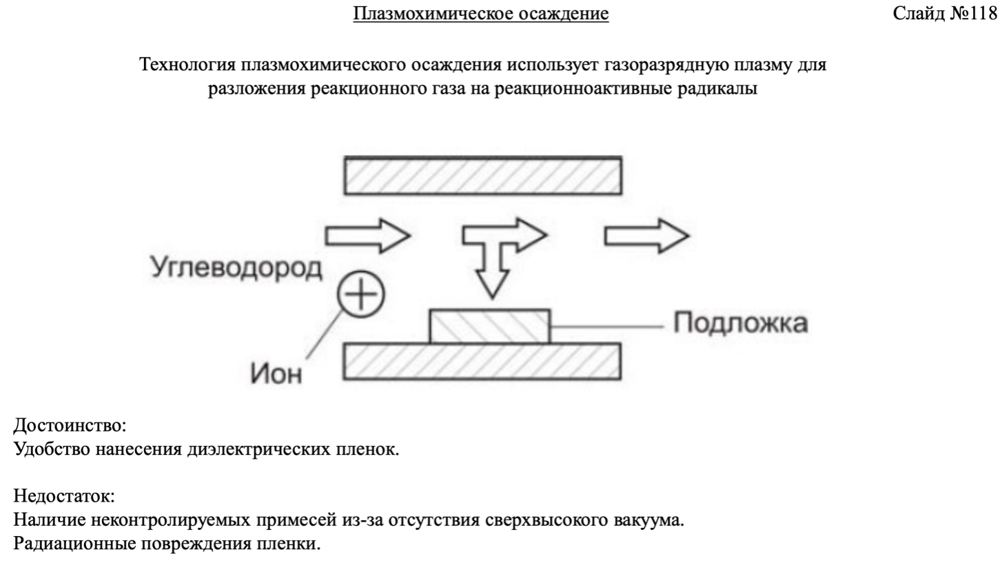 Плазмохимическое осаждение
Слайд №118
Технология плазмохимического осаждения использует газоразрядную плазму для
разложения реакционного газа на реакционноактивные радикалы
Углеводород
Подложка
Ион
Достоинство:
Удобство нанесения диэлектрических пленок.
Недостаток:
Наличие неконтролируемых примесей из-за отсутствия сверхвысокого вакуума.
Радиационные повреждения пленки.